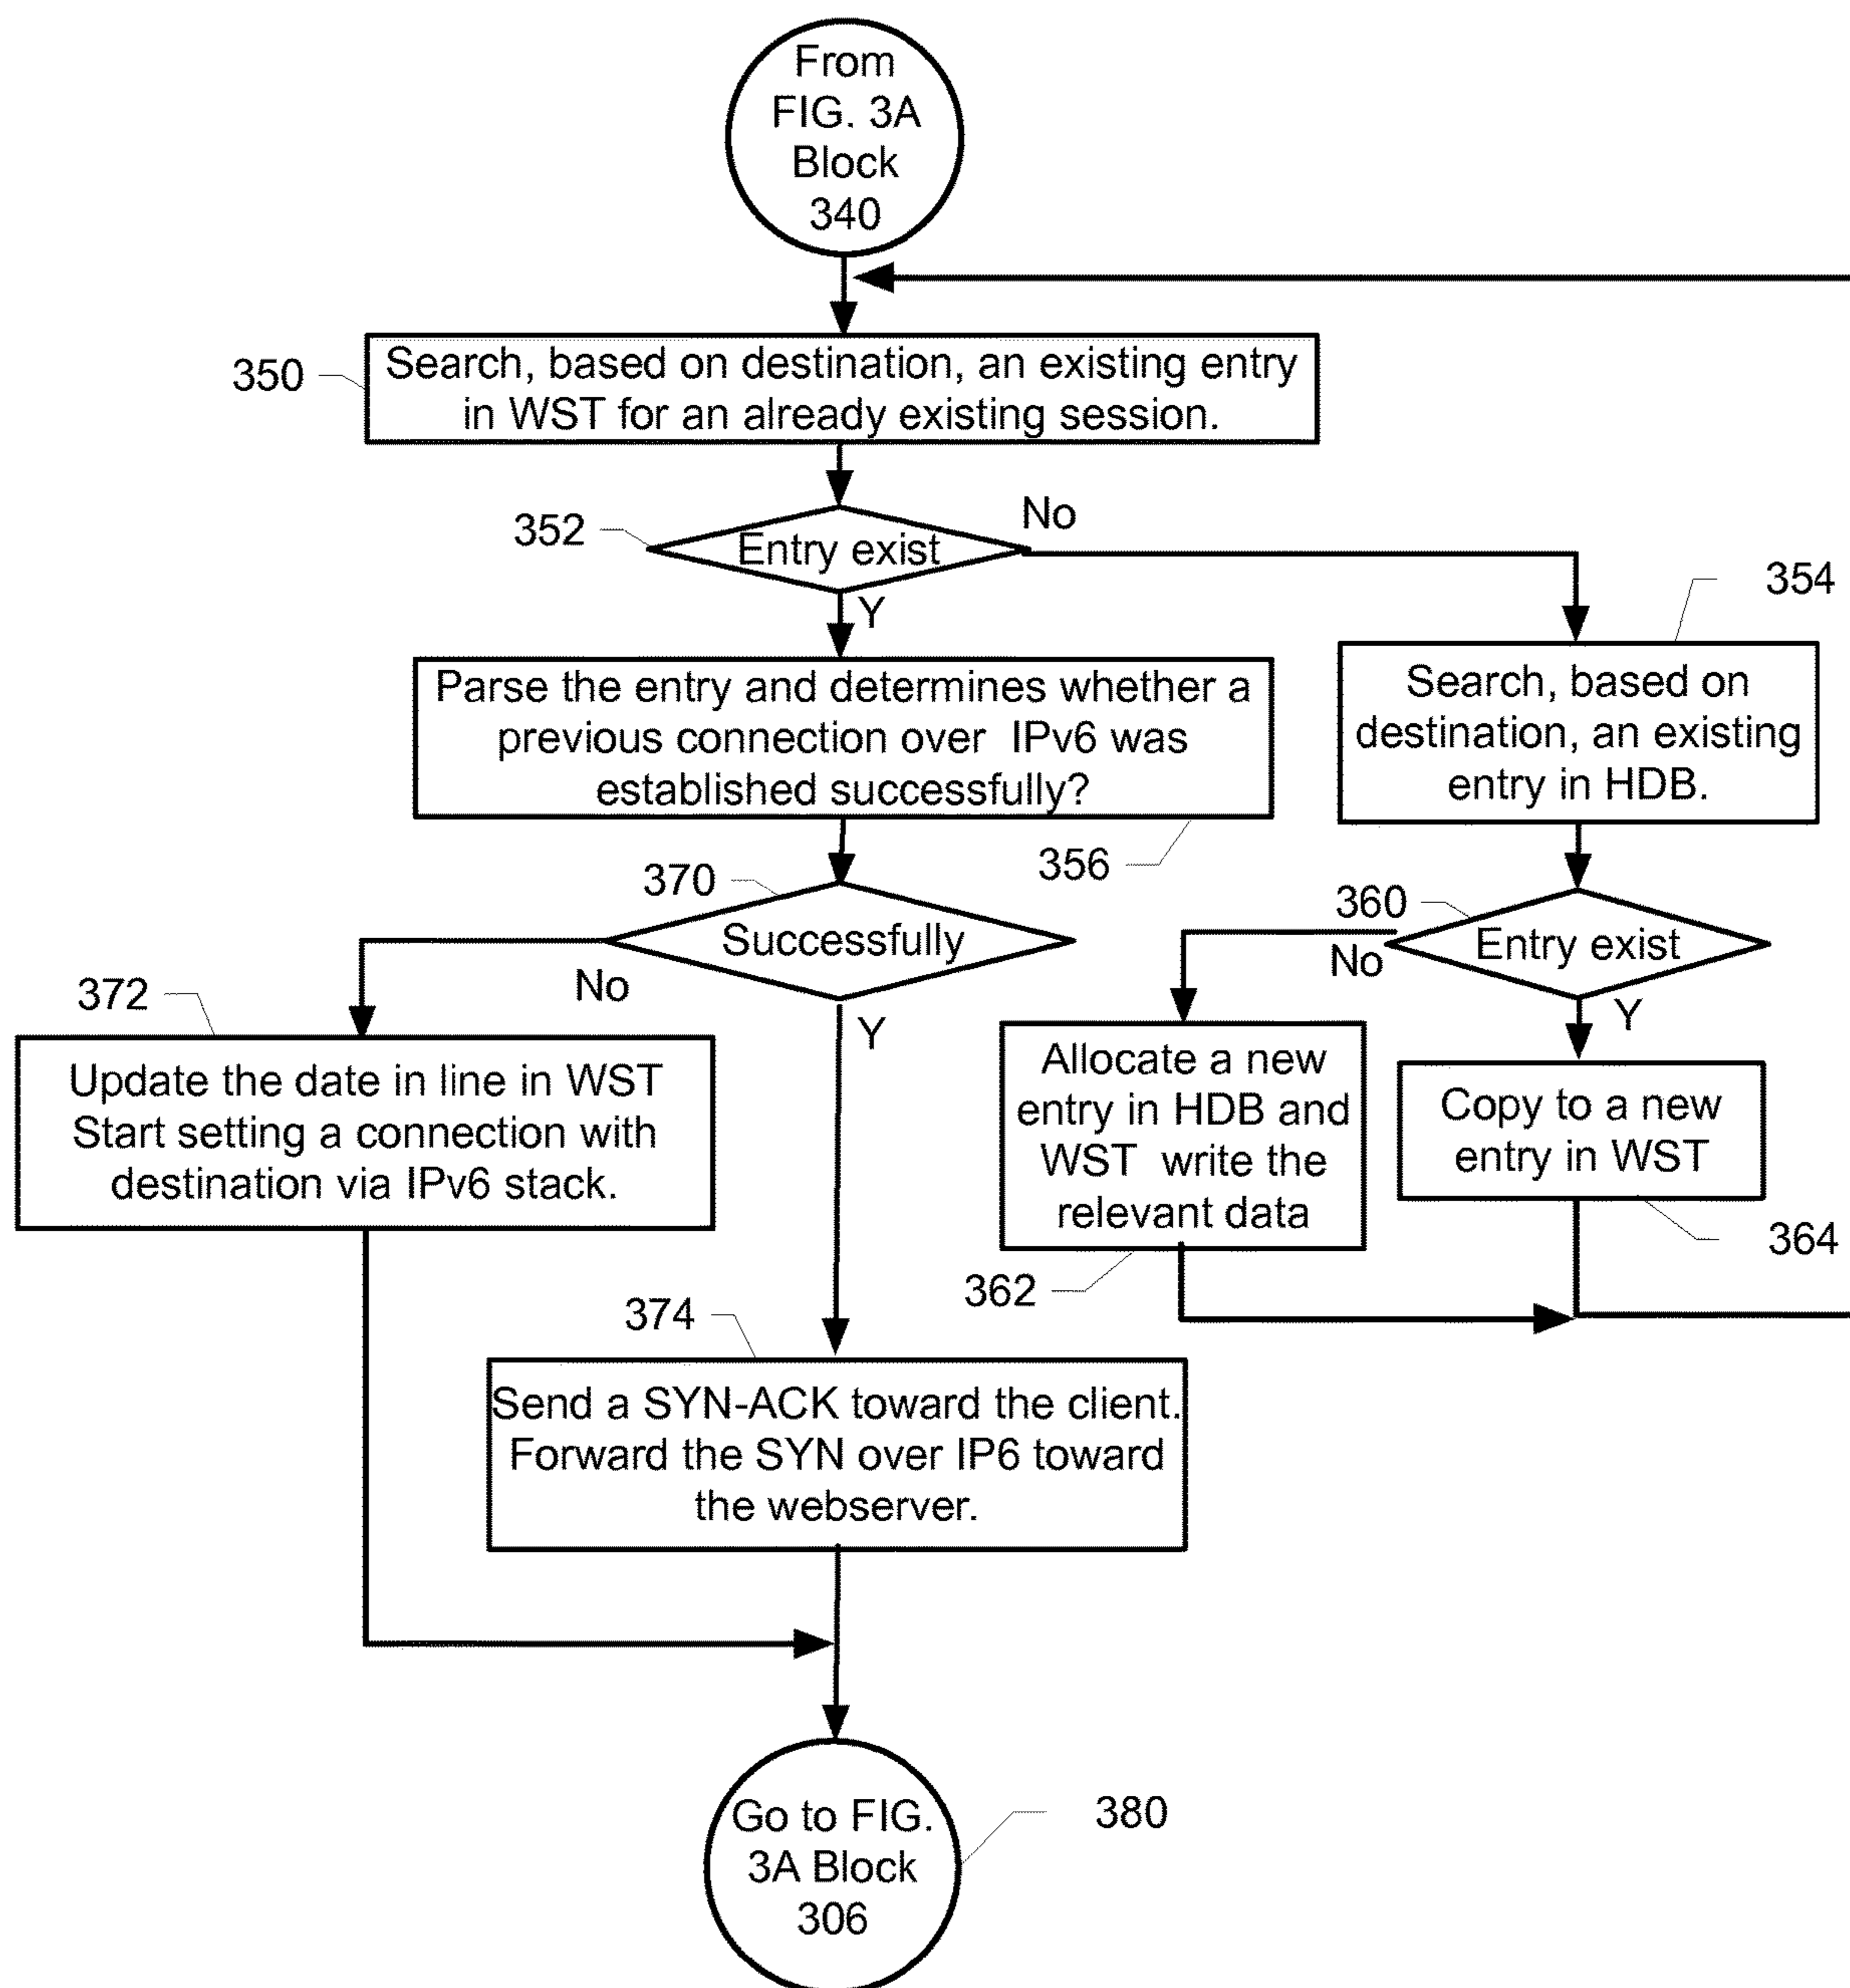 From
FIG. 3A
Block
340
350
Search, based on destination, an existing entry
in WST for an already existing session.
352
Entry exist
No
Y
354
Search, based on
destination, an existing
entry in HDB.
Parse the entry and determines whether a
previous connection over IPv6 was
established successfully?
356
370
Successfully
No
Y
360
Entry exist
No
Y
372
Update the date in line in WST
Start setting a connection with
destination via IPv6 stack.
Allocate a new
entry in HDB and
WST write the
relevant data
362
Copy to a new
entry in WST
364
374
Send a SYN-ACK toward the client.
Forward the SYN over IP6 toward
the webserver.
Go to FIG.
3A Block
306
380